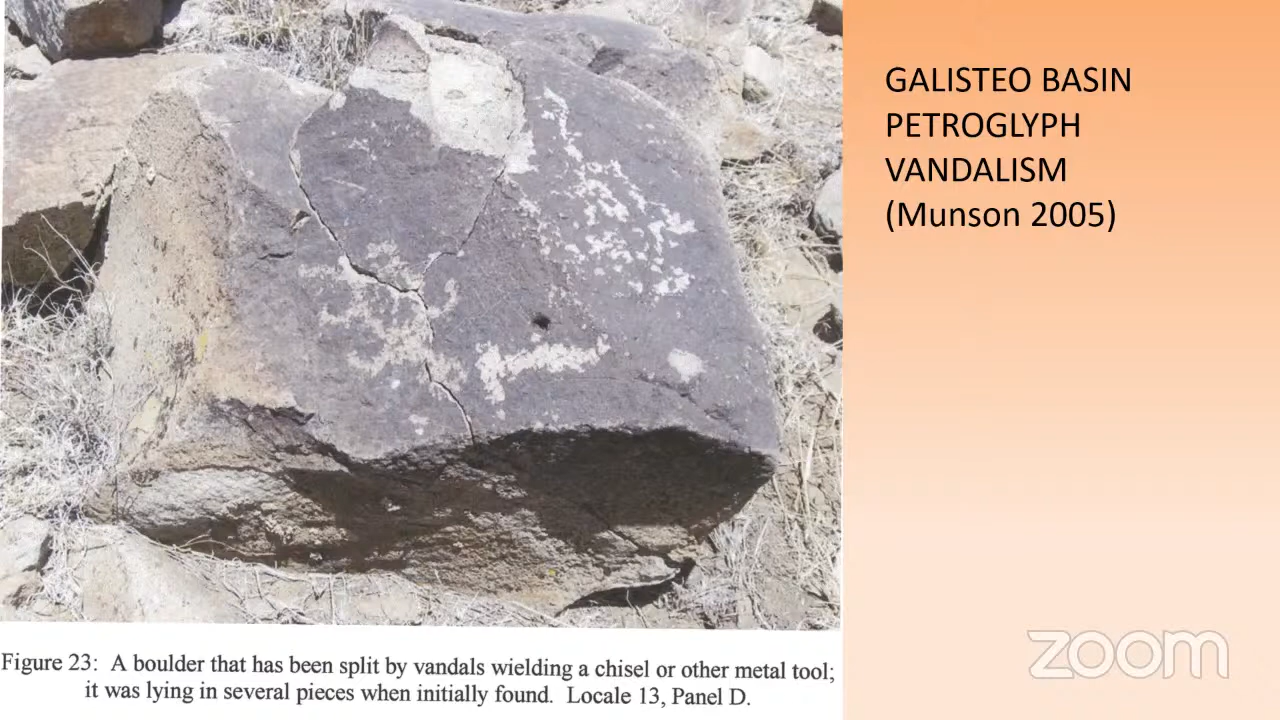 GALISTEO BASIN
PETROGLYPH
VANDALISM
(Munson 2005)
Figure 23: A boulder that has been split by vandals wielding a chisel or other metal tool;
it was lying in several pieces when initially found. Locale 13, Panel D.
zoom